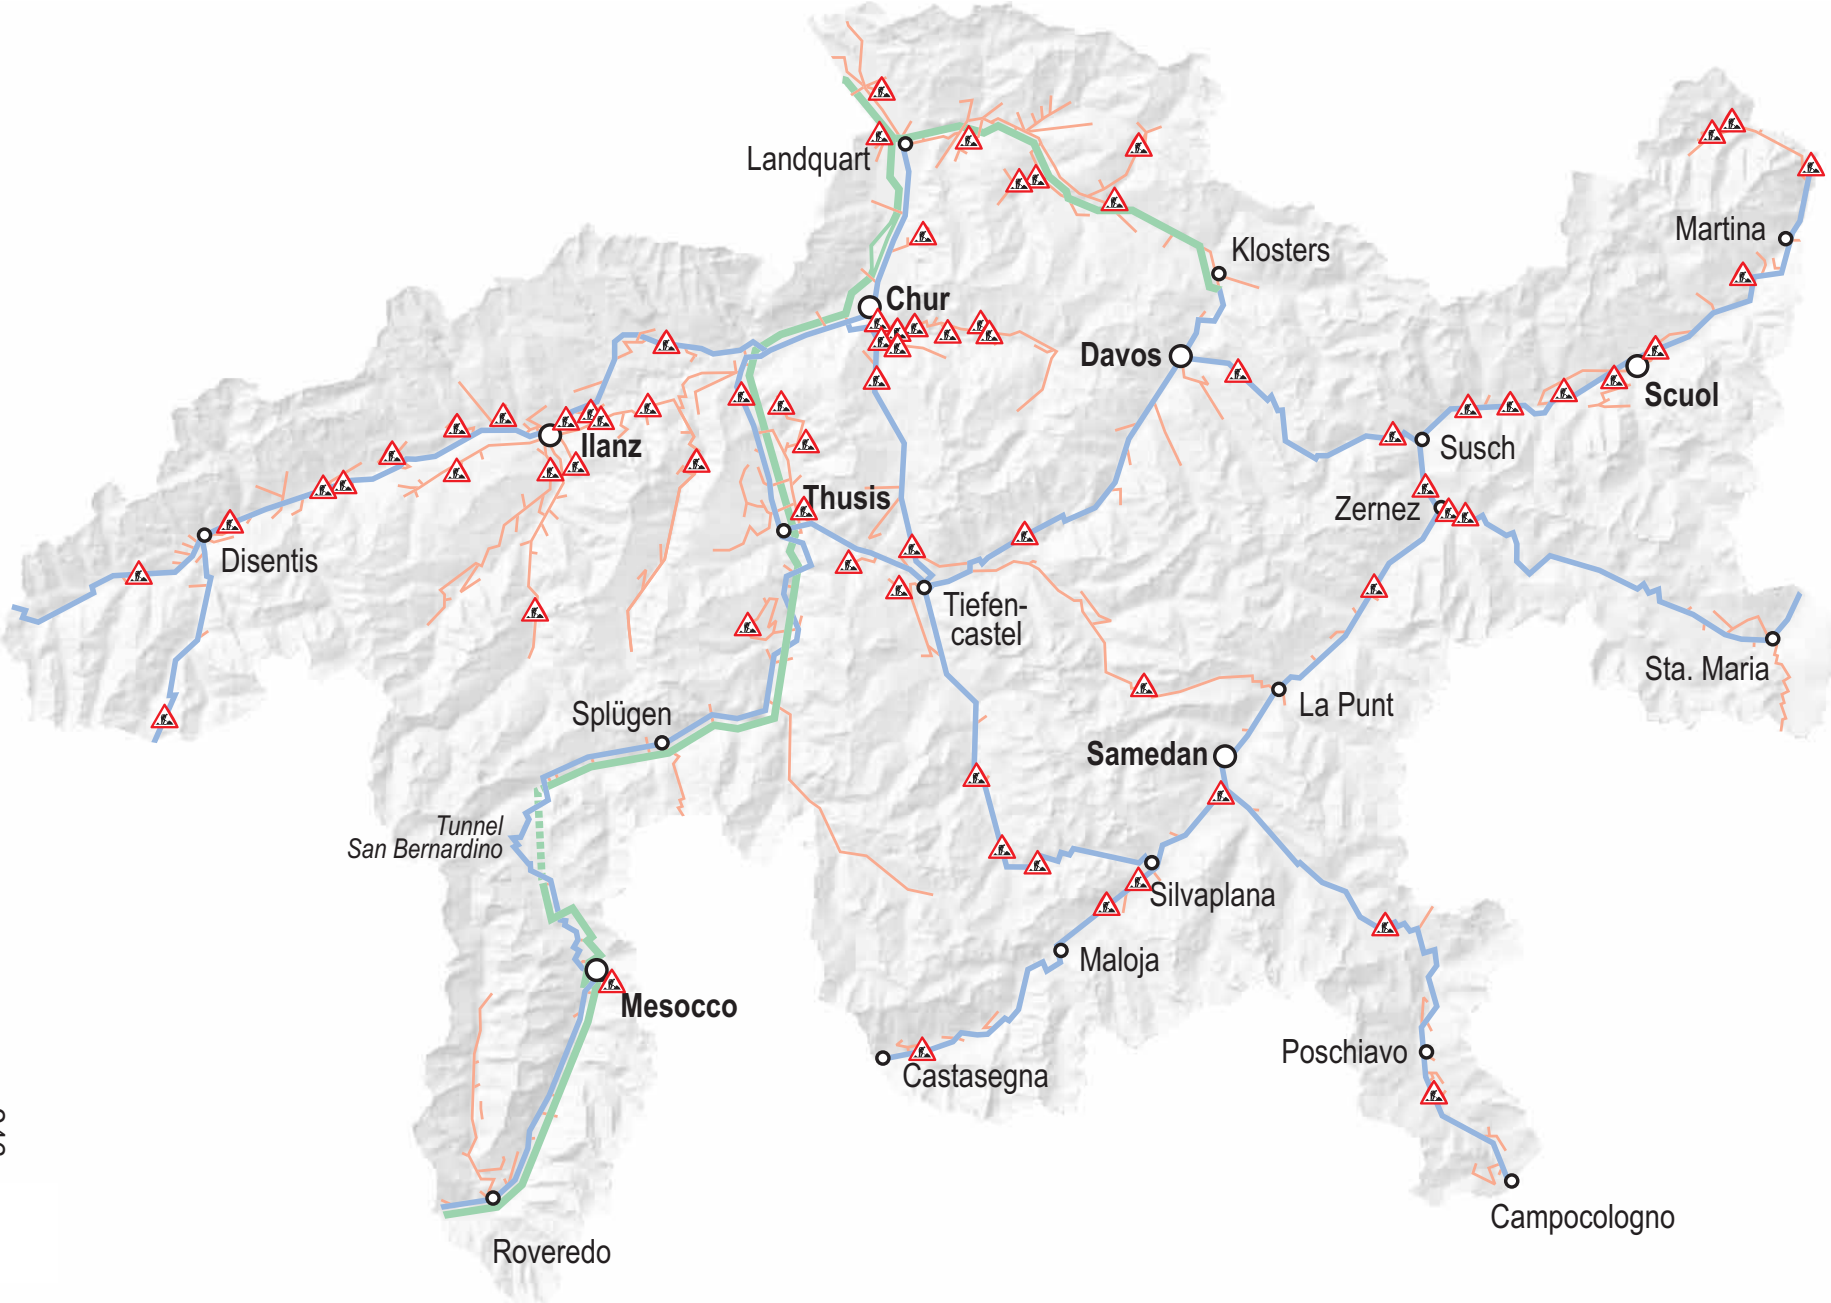 Landquart
Martina
Klosters
Chur
Davos
Scuol
Ilanz
Susch
Thusis
Zernez
Disentis
Tiefen-
castel
Sta. Maria
La Punt
Splügen
Samedan
Tunnel
San Bernardino
Silvaplana
Maloja
Mesocco
Poschiavo
Castasegna
Campocologno
Roveredo